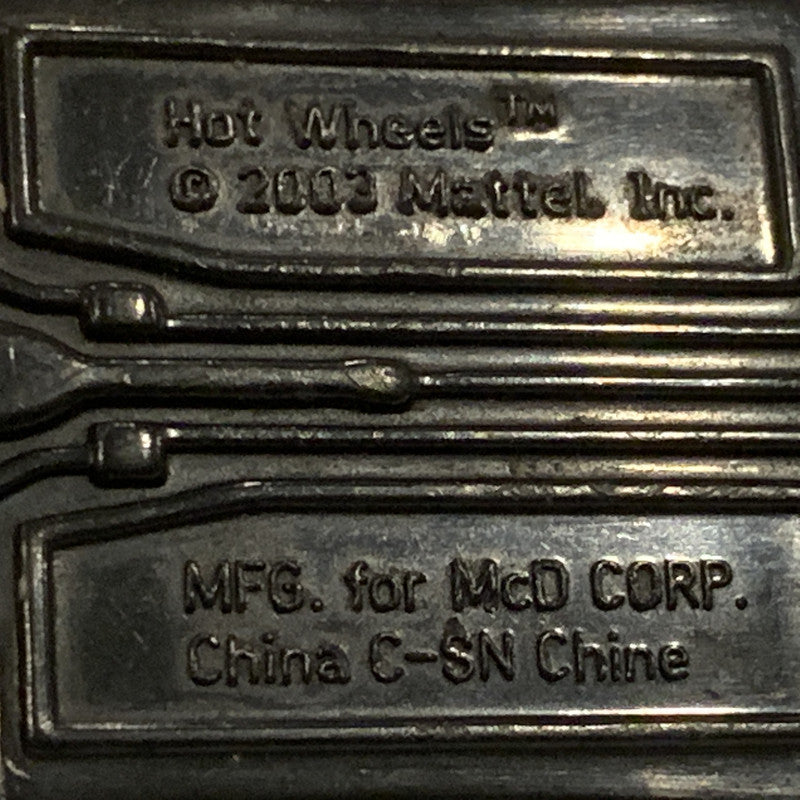 Hot Wheels™
© 2003 Mattel, Inc.
MFG. for McD CORP.
China C-SN Chine